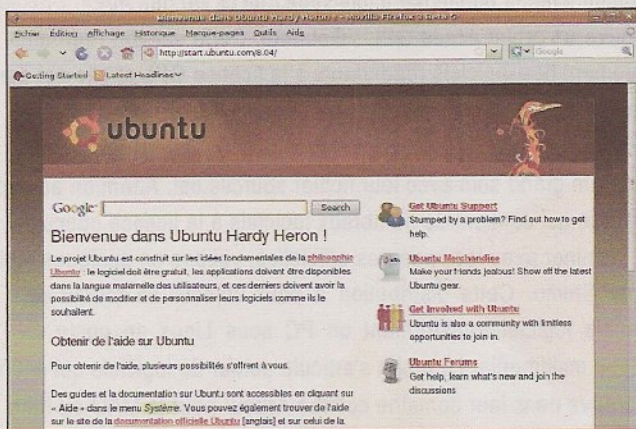 Bienvenue dans Ubuntu Hardy Heron ! - Mozilla Firefox 3 Beta 5
Fichier Édition Affichage Historique Marque-pages Outils Aide
http://start.ubuntu.com/8.04/
Google
Getting Started Latest Headlines
ubuntu
Google Search
Bienvenue dans Ubuntu Hardy Heron !
Le projet Ubuntu est construit sur les idées fondamentales de la philosophie
Ubuntu : le logiciel doit être gratuit, les applications doivent être disponibles
dans la langue maternelle des utilisateurs, et ces derniers doivent avoir la
possibilité de modifier et de personnaliser leurs logiciels comme ils le
souhaitent.
Obtenir de l'aide sur Ubuntu
Pour obtenir de l'aide, plusieurs possibilités s'offrent à vous.
Des guides et la documentation sur Ubuntu sont accessibles en cliquant sur
« Aide » dans le menu Système. Vous pouvez également trouver de l'aide
sur le site de la documentation officielle Ubuntu [anglais] et sur celui de la
Get Ubuntu Support
Stumped by a problem? Find out how to get
help.
Ubuntu Merchandise
Make your friends jealous! Show off the latest
Ubuntu gear.
Get Involved with Ubuntu
Ubuntu is also a community with limitless
opportunities to join in.
Ubuntu Forums
Get help, learn what's new and join the
discussions